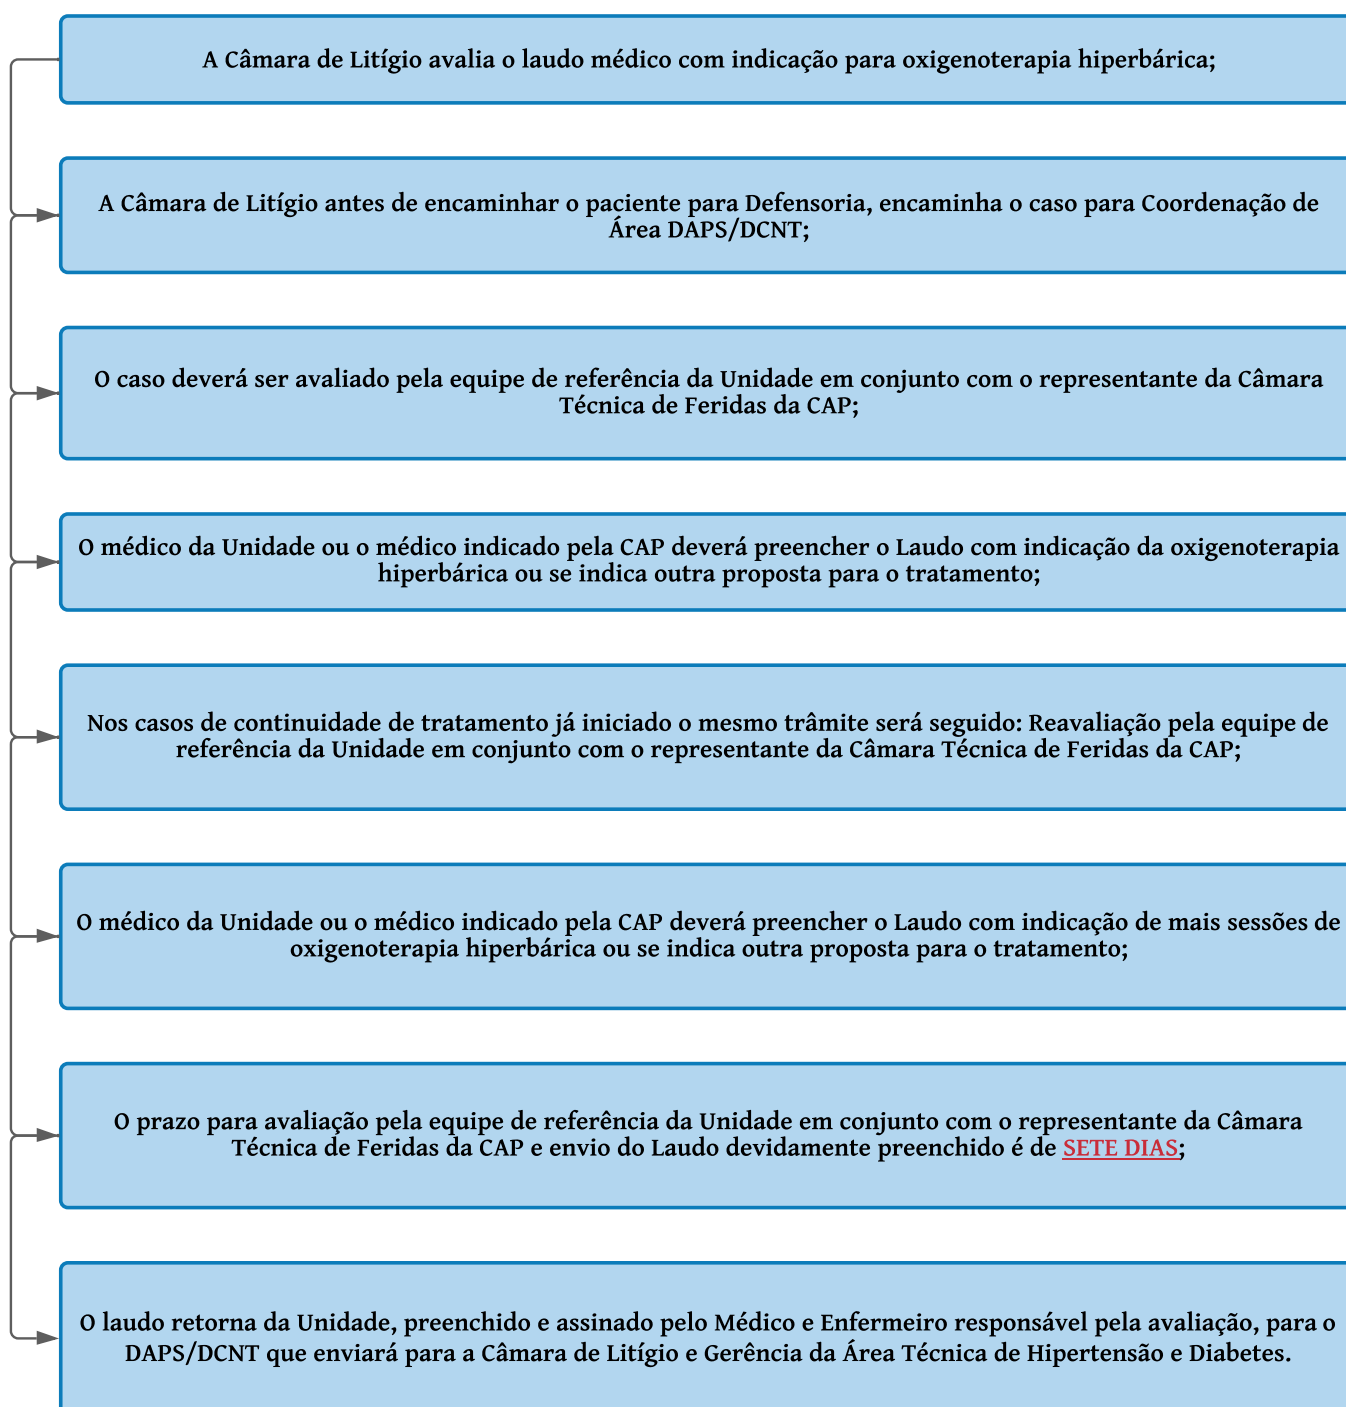 A Câmara de Litígio avalia o laudo médico com indicação para oxigenoterapia hiperbárica;
A Câmara de Litígio antes de encaminhar o paciente para Defensoria, encaminha o caso para Coordenação de
Área DAPS/DCNT;
O caso deverá ser avaliado pela equipe de referência da Unidade em conjunto com o representante da Câmara
Técnica de Feridas da CAP;
O médico da Unidade ou o médico indicado pela CAP deverá preencher o Laudo com indicação da oxigenoterapia
hiperbárica ou se indica outra proposta para o tratamento;
Nos casos de continuidade de tratamento já iniciado o mesmo trâmite será seguido: Reavaliação pela equipe de
referência da Unidade em conjunto com o representante da Câmara Técnica de Feridas da CAP;
O médico da Unidade ou o médico indicado pela CAP deverá preencher o Laudo com indicação de mais sessões de
oxigenoterapia hiperbárica ou se indica outra proposta para o tratamento;
O prazo para avaliação pela equipe de referência da Unidade em conjunto com o representante da Câmara
Técnica de Feridas da CAP e envio do Laudo devidamente preenchido é de SETE DIAS;
O laudo retorna da Unidade, preenchido e assinado pelo Médico e Enfermeiro responsável pela avaliação, para o
DAPS/DCNT que enviará para a Câmara de Litígio e Gerência da Área Técnica de Hipertensão e Diabetes.